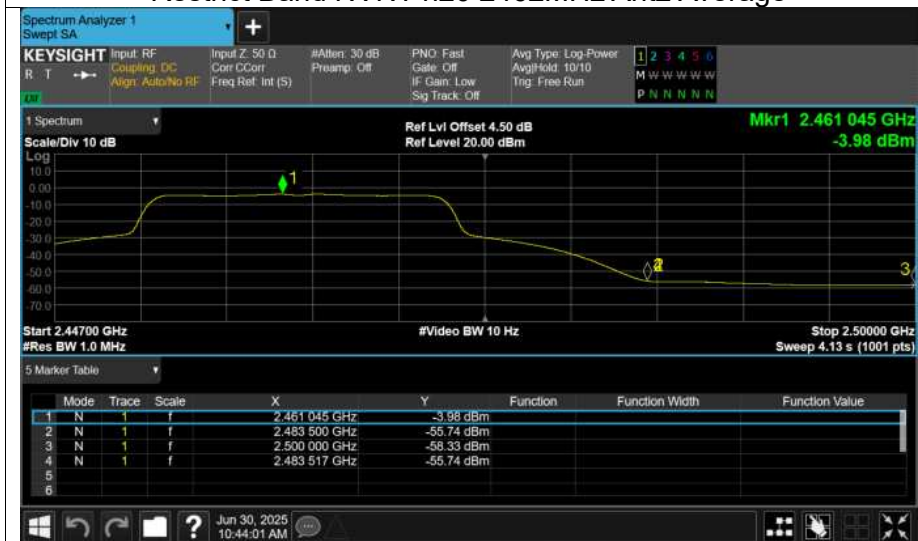 Spectrum Analyzer 1
Swept SA
+
KEYSIGHT Input: RF Input Z: 50 Ω #Atten: 30 dB PNO: Fast Avg Type: Log-Power 1 2 3 4 5 6
R T Coupling: DC Corr CCorr Preamp: Off Gate: Off Avg|Hold: 10/10 M W W W W W
Align: Auto/No RF Freq Ref: Int (S) IF Gain: Low Trig: Free Run P N N N N N
Sig Track: Off
1 Spectrum Ref Lvl Offset 4.50 dB Mkr1 2.461 045 GHz
Scale/Div 10 dB Ref Level 20.00 dBm -3.98 dBm
Log
10.0
0.00
-10.0
-20.0
-30.0
-40.0
-50.0
-60.0
-70.0
1
3
Start 2.44700 GHz #Video BW 10 Hz Stop 2.50000 GHz
#Res BW 1.0 MHz Sweep 4.13 s (1001 pts)
5 Marker Table
Mode Trace Scale X Y Function Function Width Function Value
1 N 1 f 2.461 045 GHz -3.98 dBm
2 N 1 f 2.483 500 GHz -55.74 dBm
3 N 1 f 2.500 000 GHz -58.33 dBm
4 N 1 f 2.483 517 GHz -55.74 dBm
5
6
? Jun 30, 2025
10:44:01 AM